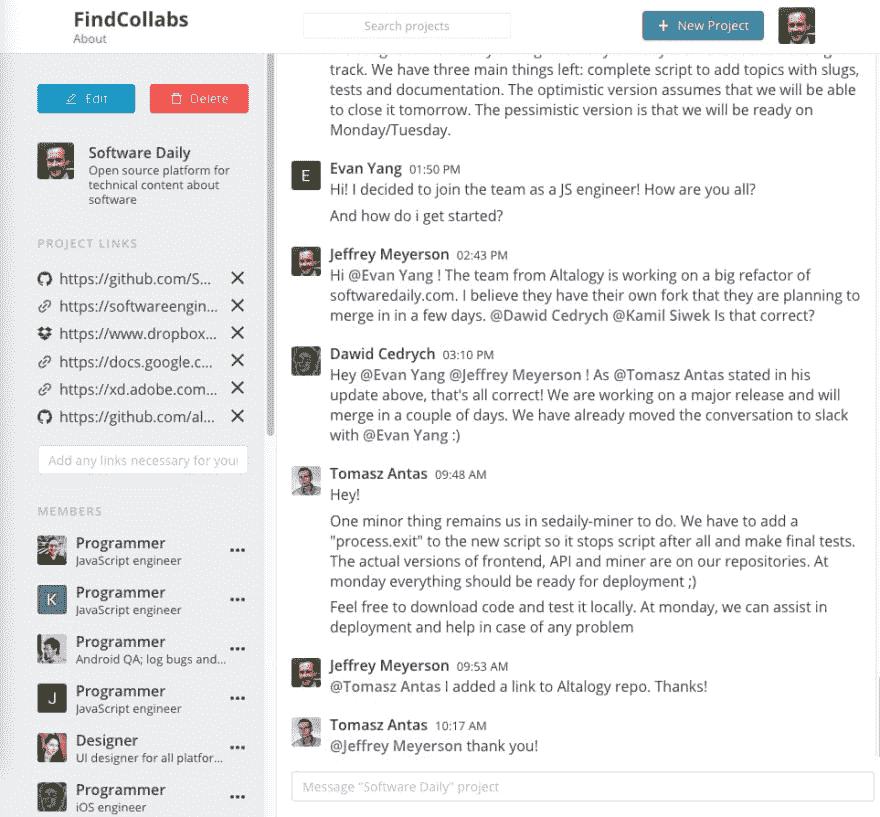 FindCollabs
About
Search projects
+ New Project
Edit
Delete
Software Daily
Open source platform for
technical content about
software
PROJECT LINKS
https://github.com/S...
https://softwareengin...
https://www.dropbox...
https://docs.google.c...
https://xd.adobe.com...
https://github.com/al...
Add any links necessary for your
MEMBERS
Programmer
JavaScript engineer
K
Programmer
JavaScript engineer
Programmer
Android QA; log bugs and...
J
Programmer
JavaScript engineer
Designer
UI designer for all platfor...
Programmer
iOS engineer
track. We have three main things left: complete script to add topics with slugs,
tests and documentation. The optimistic version assumes that we will be able
to close it tomorrow. The pessimistic version is that we will be ready on
Monday/Tuesday.
E
Evan Yang 01:50 PM
Hi! I decided to join the team as a JS engineer! How are you all?
And how do i get started?
Jeffrey Meyerson 02:43 PM
Hi @Evan Yang ! The team from Altalogy is working on a big refactor of
softwaredaily.com. I believe they have their own fork that they are planning to
merge in in a few days. @Dawid Cedrych @Kamil Siwek Is that correct?
Dawid Cedrych 03:10 PM
Hey @Evan Yang @Jeffrey Meyerson ! As @Tomasz Antas stated in his
update above, that's all correct! We are working on a major release and will
merge in a couple of days. We have already moved the conversation to slack
with @Evan Yang :)
Tomasz Antas 09:48 AM
Hey!
One minor thing remains us in sedaily-miner to do. We have to add a
"process.exit" to the new script so it stops script after all and make final tests.
The actual versions of frontend, API and miner are on our repositories. At
monday everything should be ready for deployment ;)
Feel free to download code and test it locally. At monday, we can assist in
deployment and help in case of any problem
Jeffrey Meyerson 09:53 AM
@Tomasz Antas I added a link to Altalogy repo. Thanks!
Tomasz Antas 10:17 AM
@Jeffrey Meyerson thank you!
Message "Software Daily" project